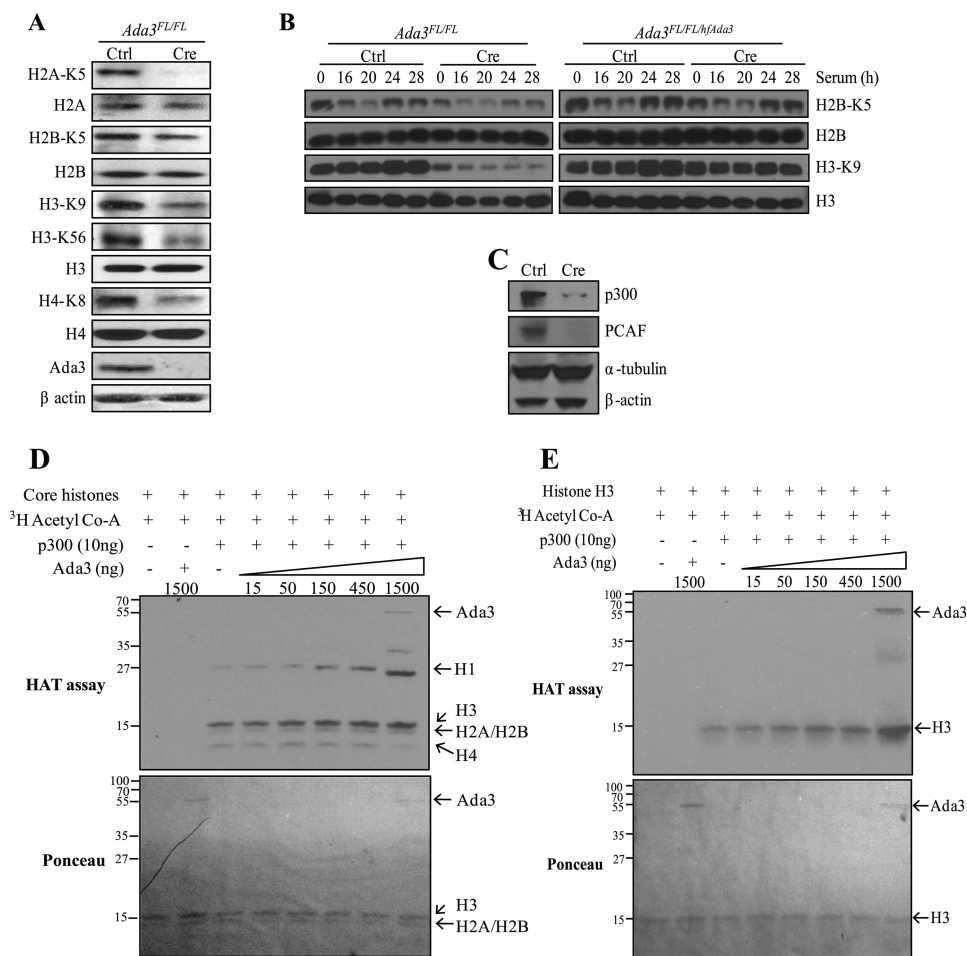 A
Ada3FL/FL
Ctrl Cre
H2A-K5
H2A
H2B-K5
H2B
H3-K9
H3-K56
H3
H4-K8
H4
Ada3
β actin
B
Ada3FL/FL Ada3FL/FL/hfAda3
Ctrl Cre Ctrl Cre
0 16 20 24 28 0 16 20 24 28 0 16 20 24 28 0 16 20 24 28 Serum (h)
H2B-K5
H2B
H3-K9
H3
C
Ctrl Cre
p300
PCAF
α-tubulin
β-actin
D
Core histones + + + + + + + +
3H Acetyl Co-A + + + + + + + +
p300 (10ng) - - + + + + + +
Ada3 (ng) - + -
1500 15 50 150 450 1500
70
55
35
27
15
HAT assay
Ada3
H1
H3
H2A/H2B
H4
100
70
55
35
27
15
Ponceau
Ada3
H3
H2A/H2B
E
Histone H3 + + + + + + + +
3H Acetyl Co-A + + + + + + + +
p300 (10ng) - - + + + + + +
Ada3 (ng) - + -
1500 15 50 150 450 1500
100
70
55
35
27
15
HAT assay
Ada3
H3
100
70
55
35
27
15
Ponceau
Ada3
H3